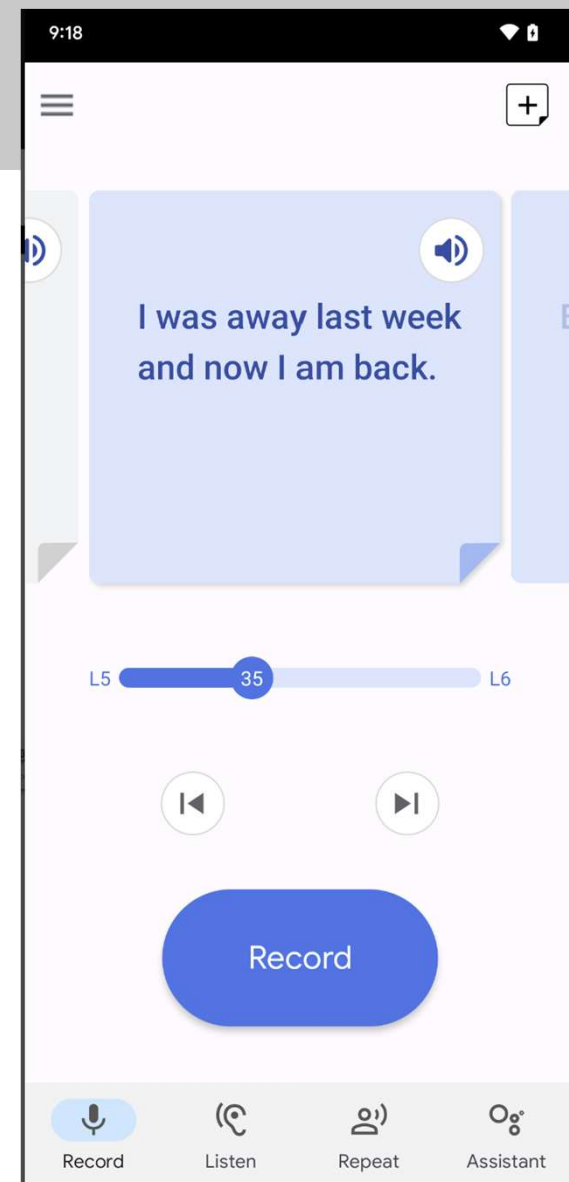 9:18
I was away last week
and now I am back.
L5 35 L6
Record
Record Listen Repeat Assistant